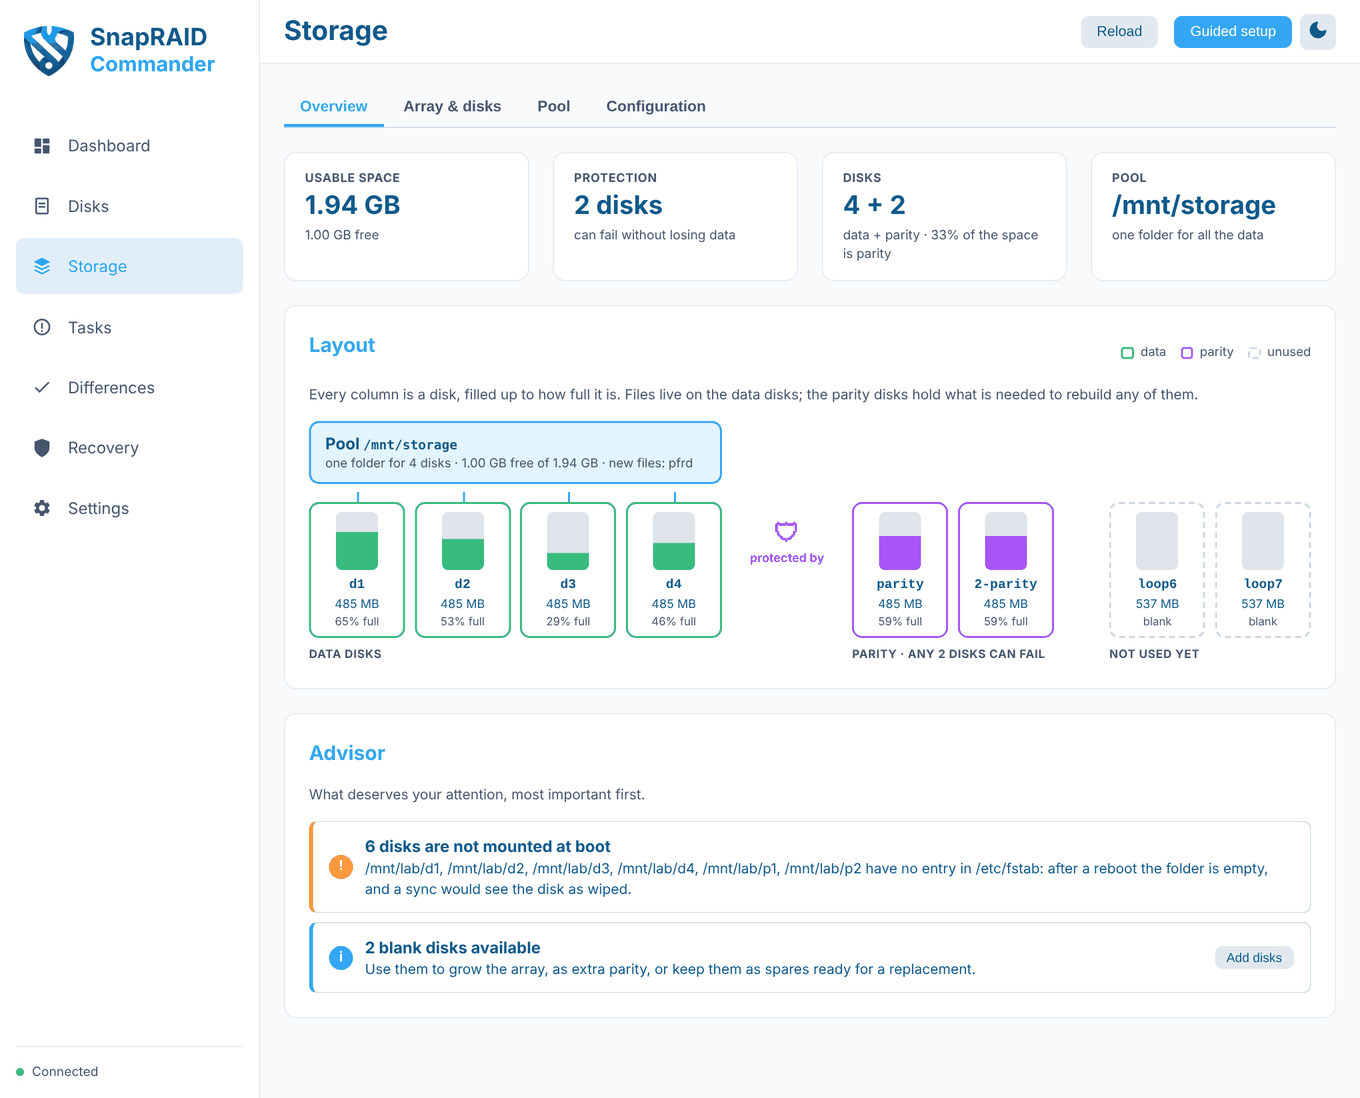 SnapRAID
Commander
Dashboard
Disks
Storage
Tasks
Differences
Recovery
Settings
Connected
Storage
Reload
Guided setup
Overview
Array & disks
Pool
Configuration
USABLE SPACE
1.94 GB
1.00 GB free
PROTECTION
2 disks
can fail without losing data
DISKS
4 + 2
data + parity · 33% of the space
is parity
POOL
/mnt/storage
one folder for all the data
Layout
data
parity
unused
Every column is a disk, filled up to how full it is. Files live on the data disks; the parity disks hold what is needed to rebuild any of them.
Pool /mnt/storage
one folder for 4 disks · 1.00 GB free of 1.94 GB · new files: pfrd
d1
485 MB
65% full
d2
485 MB
53% full
d3
485 MB
29% full
d4
485 MB
46% full
DATA DISKS
protected by
parity
485 MB
59% full
2-parity
485 MB
59% full
PARITY · ANY 2 DISKS CAN FAIL
loop6
537 MB
blank
loop7
537 MB
blank
NOT USED YET
Advisor
What deserves your attention, most important first.
!
6 disks are not mounted at boot
/mnt/lab/d1, /mnt/lab/d2, /mnt/lab/d3, /mnt/lab/d4, /mnt/lab/p1, /mnt/lab/p2 have no entry in /etc/fstab: after a reboot the folder is empty,
and a sync would see the disk as wiped.
i
2 blank disks available
Use them to grow the array, as extra parity, or keep them as spares ready for a replacement.
Add disks